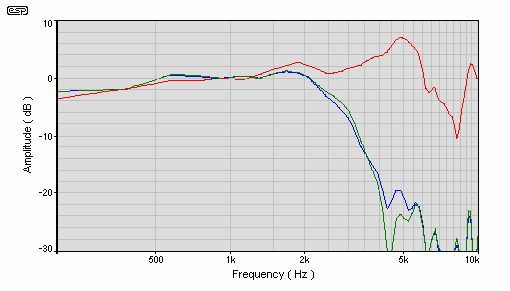 esp
10
0
-10
-20
-30
Amplitude ( dB )
500
1k
2k
5k
10k
Frequency ( Hz )